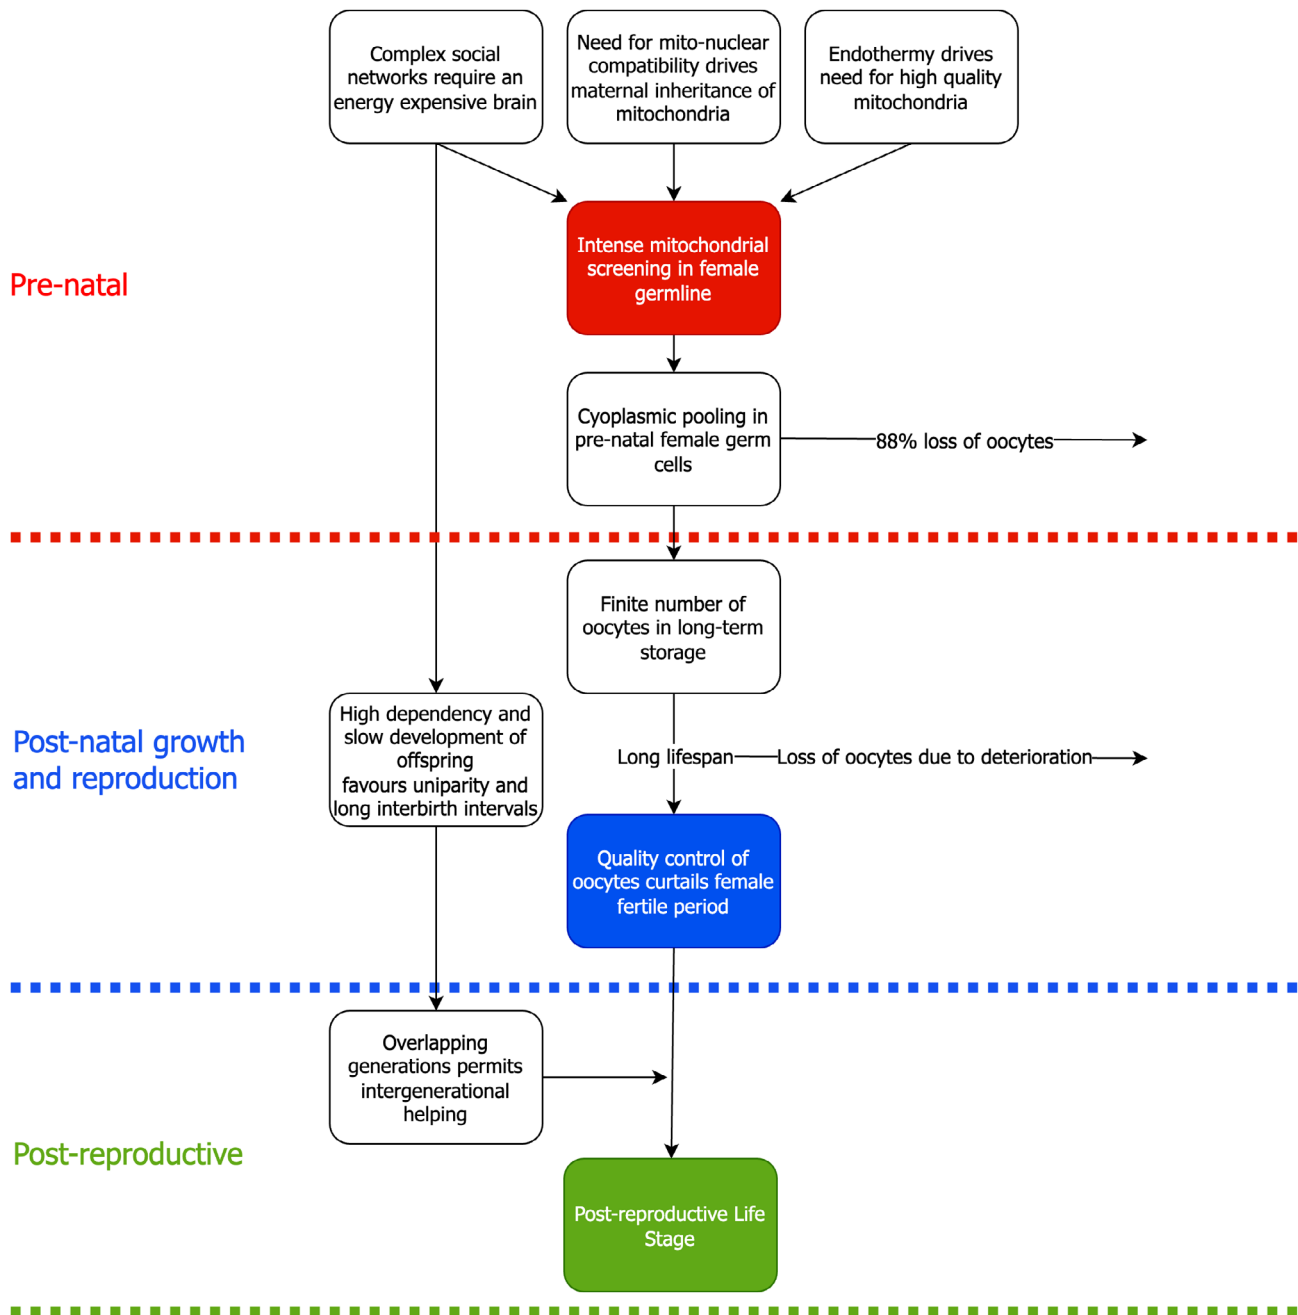 Complex social
networks require an
energy expensive brain
Need for mito-nuclear
compatibility drives
maternal inheritance of
mitochondria
Endothermy drives
need for high quality
mitochondria
Intense mitochondrial
screening in female
germline
Pre-natal
Cyoplasmic pooling in
pre-natal female germ
cells
88% loss of oocytes
Finite number of
oocytes in long-term
storage
High dependency and
slow development of
offspring
favours uniparity and
long interbirth intervals
Post-natal growth
and reproduction
Long lifespan
Loss of oocytes due to deterioration
Quality control of
oocytes curtails female
fertile period
Overlapping
generations permits
intergenerational
helping
Post-reproductive
Post-reproductive Life
Stage